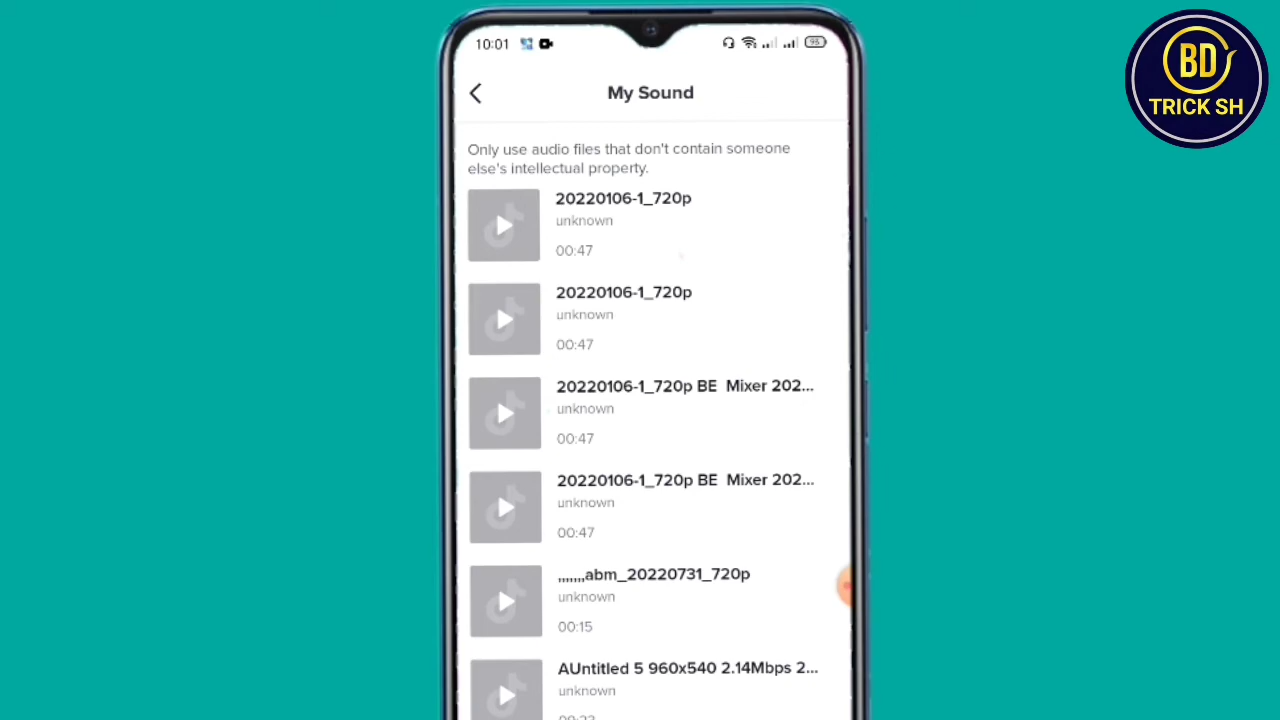 10:01
95
BD
TRICK SH
My Sound
Only use audio files that don't contain someone
else's intellectual property.
20220106-1_720p
unknown
00:47
20220106-1_720p
unknown
00:47
20220106-1_720p BE  Mixer 202...
unknown
00:47
20220106-1_720p BE  Mixer 202...
unknown
00:47
,,,,,,,abm_20220731_720p
unknown
00:15
AUntitled 5 960x540 2.14Mbps 2...
unknown